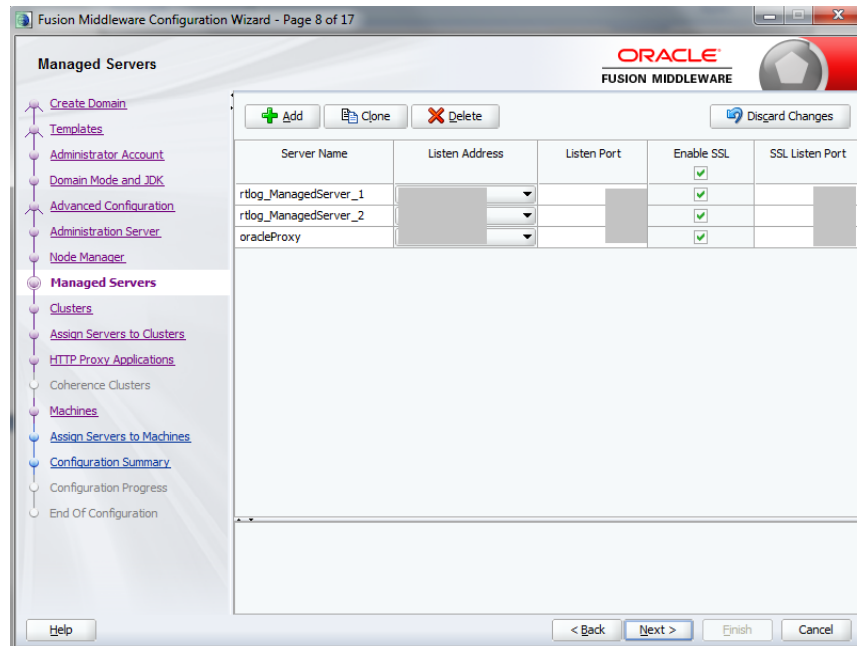 Fusion Middleware Configuration Wizard - Page 8 of 17
Managed Servers
ORACLE
FUSION MIDDLEWARE
Create Domain
Templates
Administrator Account
Domain Mode and JDK
Advanced Configuration
Administration Server
Node Manager
Managed Servers
Clusters
Assign Servers to Clusters
HTTP Proxy Applications
Coherence Clusters
Machines
Assign Servers to Machines
Configuration Summary
Configuration Progress
End Of Configuration
Add Clone Delete Discard Changes
Server Name Listen Address Listen Port Enable SSL SSL Listen Port
rtlog_ManagedServer_1
rtlog_ManagedServer_2
oracleProxy
Help < Back Next > Finish Cancel